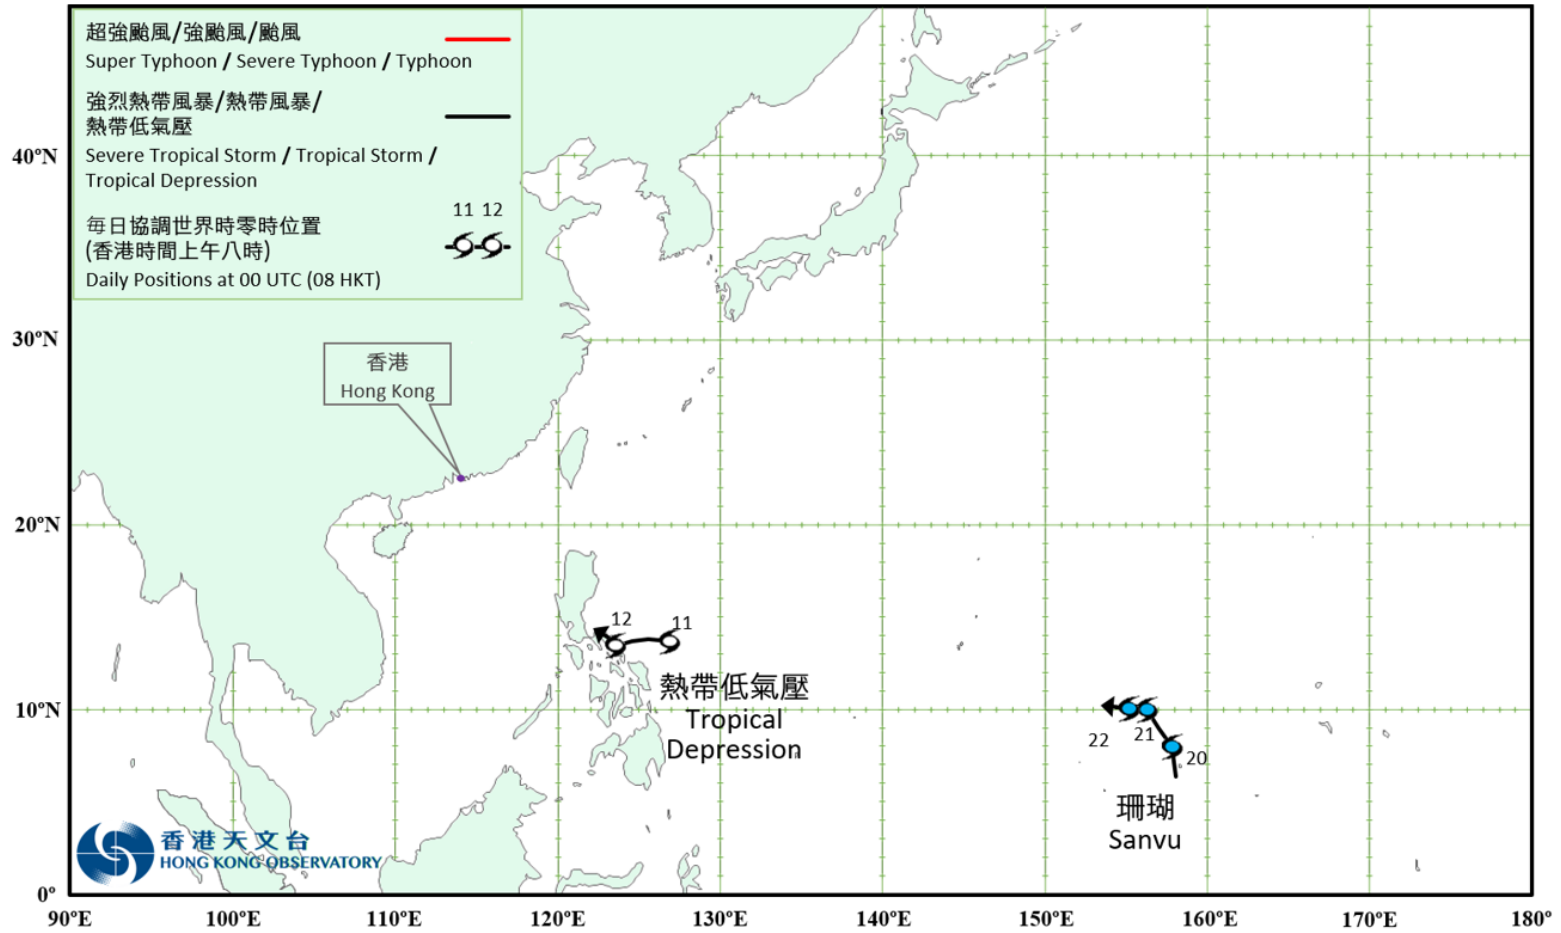 超強颱風/強颱風/颱風
Super Typhoon / Severe Typhoon / Typhoon
強烈熱帶風暴/熱帶風暴/
熱帶低氣壓
Severe Tropical Storm / Tropical Storm /
Tropical Depression
11 12
每日協調世界時零時位置
(香港時間上午八時)
Daily Positions at 00 UTC (08 HKT)
40°N
30°N
20°N
10°N
0°
香港
Hong Kong
12
11
熱帶低氣壓
Tropical
Depression
22
21
20
珊瑚
Sanvu
香港天文台
HONG KONG OBSERVATORY
90°E
100°E
110°E
120°E
130°E
140°E
150°E
160°E
170°E
180°